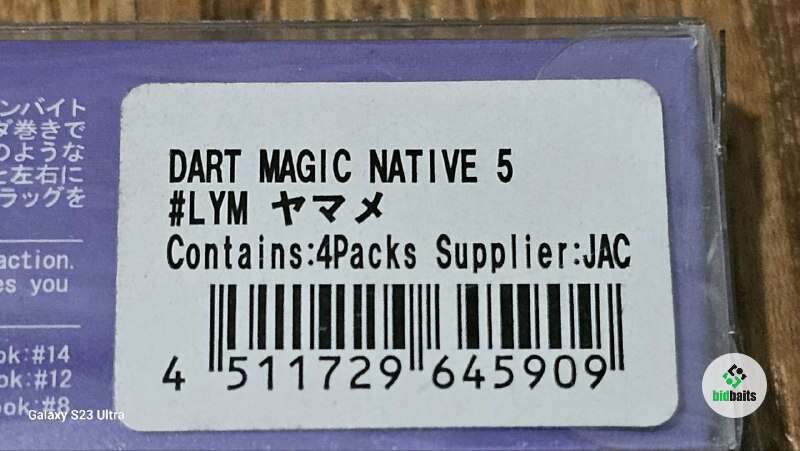 ンバイト
ダ巻きで
のような
と左右に
ラッグを
action.
es you
ok:#14
ook:#12
ook:#8
DART MAGIC NATIVE 5
#LYM ヤマメ
Contains:4Packs Supplier:JAC
4 511729 645909
Galaxy S23 Ultra
bidbaits